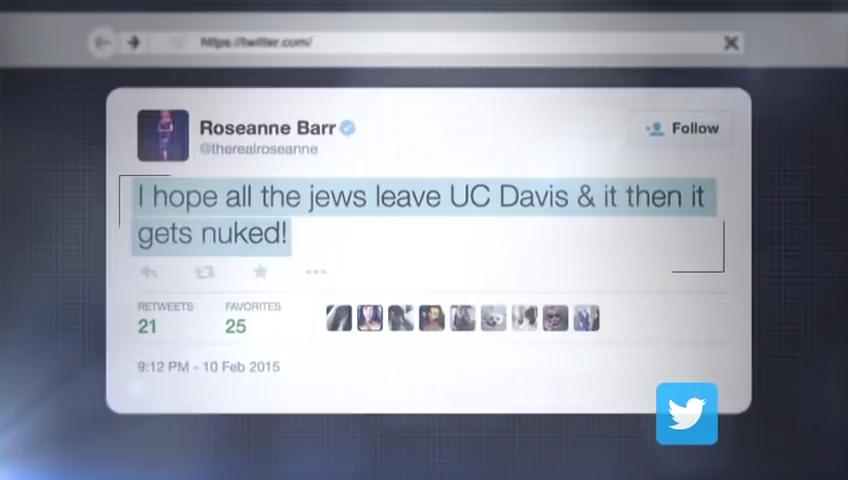 https://twitter.com/
Roseanne Barr
@therealroseanne
Follow
I hope all the jews leave UC Davis & it then it
gets nuked!
RETWEETS FAVORITES
21 25
9:12 PM - 10 Feb 2015